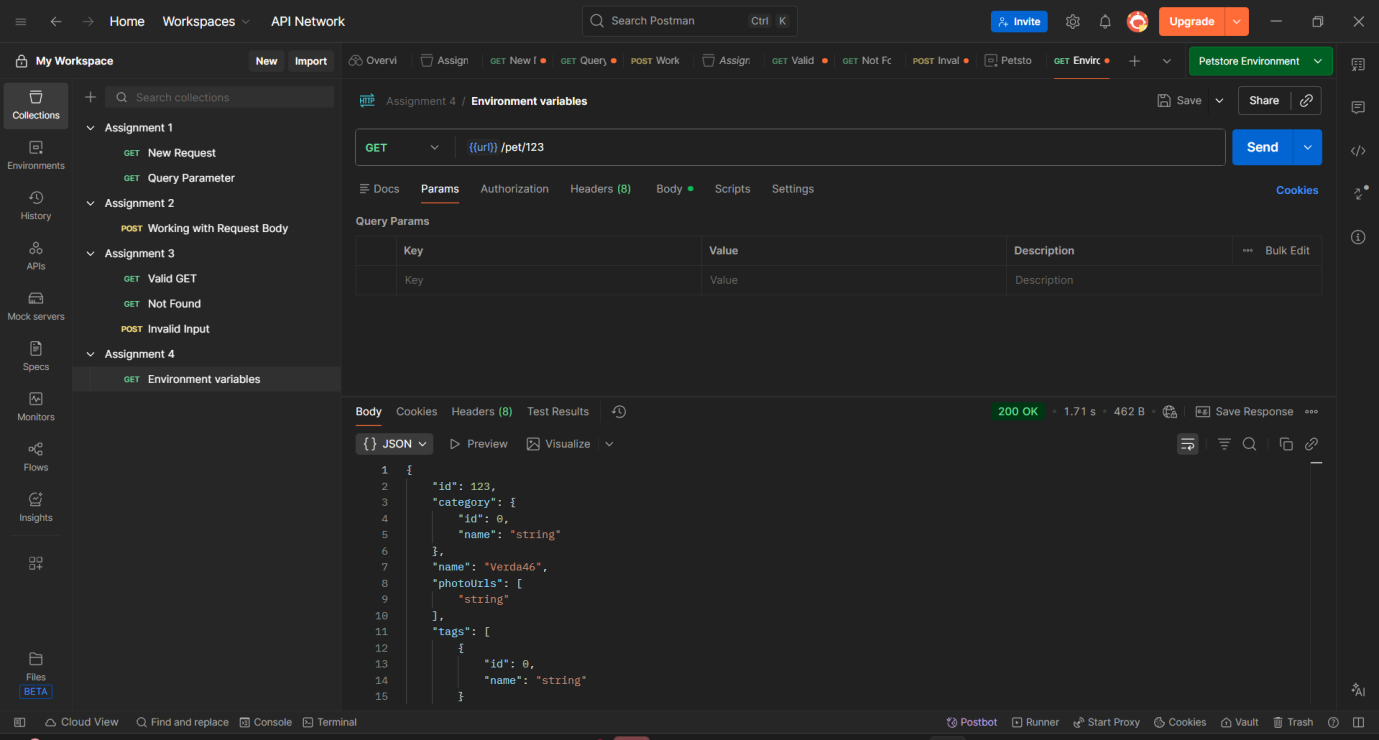 Home Workspaces API Network Search Postman Ctrl K Invite Upgrade
My Workspace New Import Overvi Assign GET New I GET Query POST Work Assign GET Valid GET Not Fc POST Inval Petsto GET Envirc Petstore Environment
Search collections
Collections
Environments
History
APIs
Mock servers
Specs
Monitors
Flows
Insights
Files
BETA
Assignment 1
GET New Request
GET Query Parameter
Assignment 2
POST Working with Request Body
Assignment 3
GET Valid GET
GET Not Found
POST Invalid Input
Assignment 4
GET Environment variables
HTTP Assignment 4 / Environment variables Save Share
GET {{url}} /pet/123 Send
Docs Params Authorization Headers (8) Body Scripts Settings Cookies
Query Params
Key Value Description Bulk Edit
Key Value Description
Body Cookies Headers (8) Test Results 200 OK 1.71 s 462 B e.g. Save Response
{} JSON Preview Visualize
1 {
2 "id": 123,
3 "category": {
4 "id": 0,
5 "name": "string"
6 },
7 "name": "Verda46",
8 "photoUrls": [
9 "string"
10 ],
11 "tags": [
12 {
13 "id": 0,
14 "name": "string"
15 }
AI
Cloud View Find and replace Console Terminal Postbot Runner Start Proxy Cookies Vault Trash